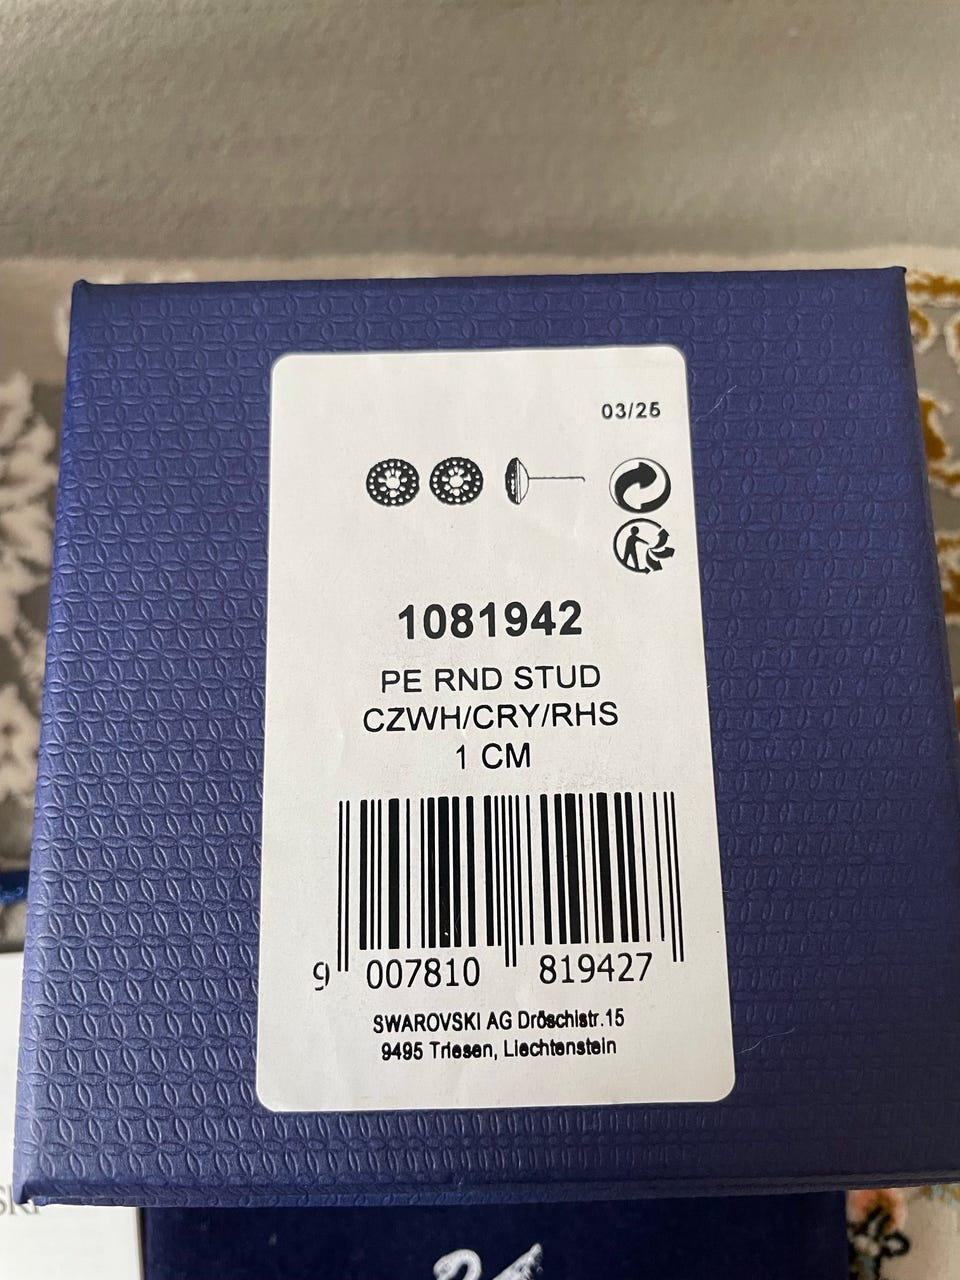 03/25
1081942
PE RND STUD
CZWH/CRY/RHS
1 CM
9 007810 819427
SWAROVSKI AG Dröschistr.15
9495 Triesen, Liechtenstein